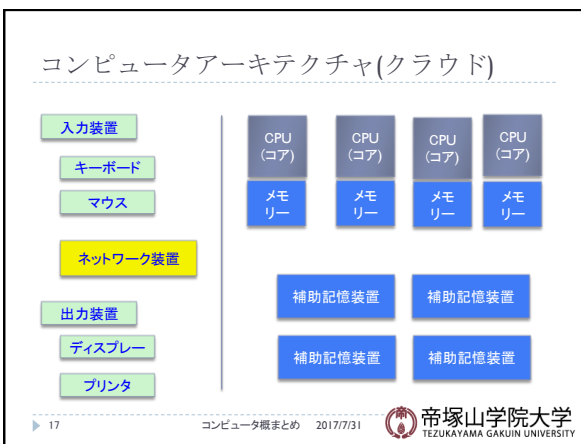 コンピュータアーキテクチャ(クラウド)
入力装置
キーボード
マウス
ネットワーク装置
出力装置
ディスプレー
プリンタ
CPU
(コア)
メモ
リー
CPU
(コア)
メモ
リー
CPU
(コア)
メモ
リー
CPU
(コア)
メモ
リー
補助記憶装置
補助記憶装置
補助記憶装置
補助記憶装置
17
コンピュータ概まとめ 2017/7/31
帝塚山学院大学
TEZUKAYAMA GAKUIN UNIVERSITY